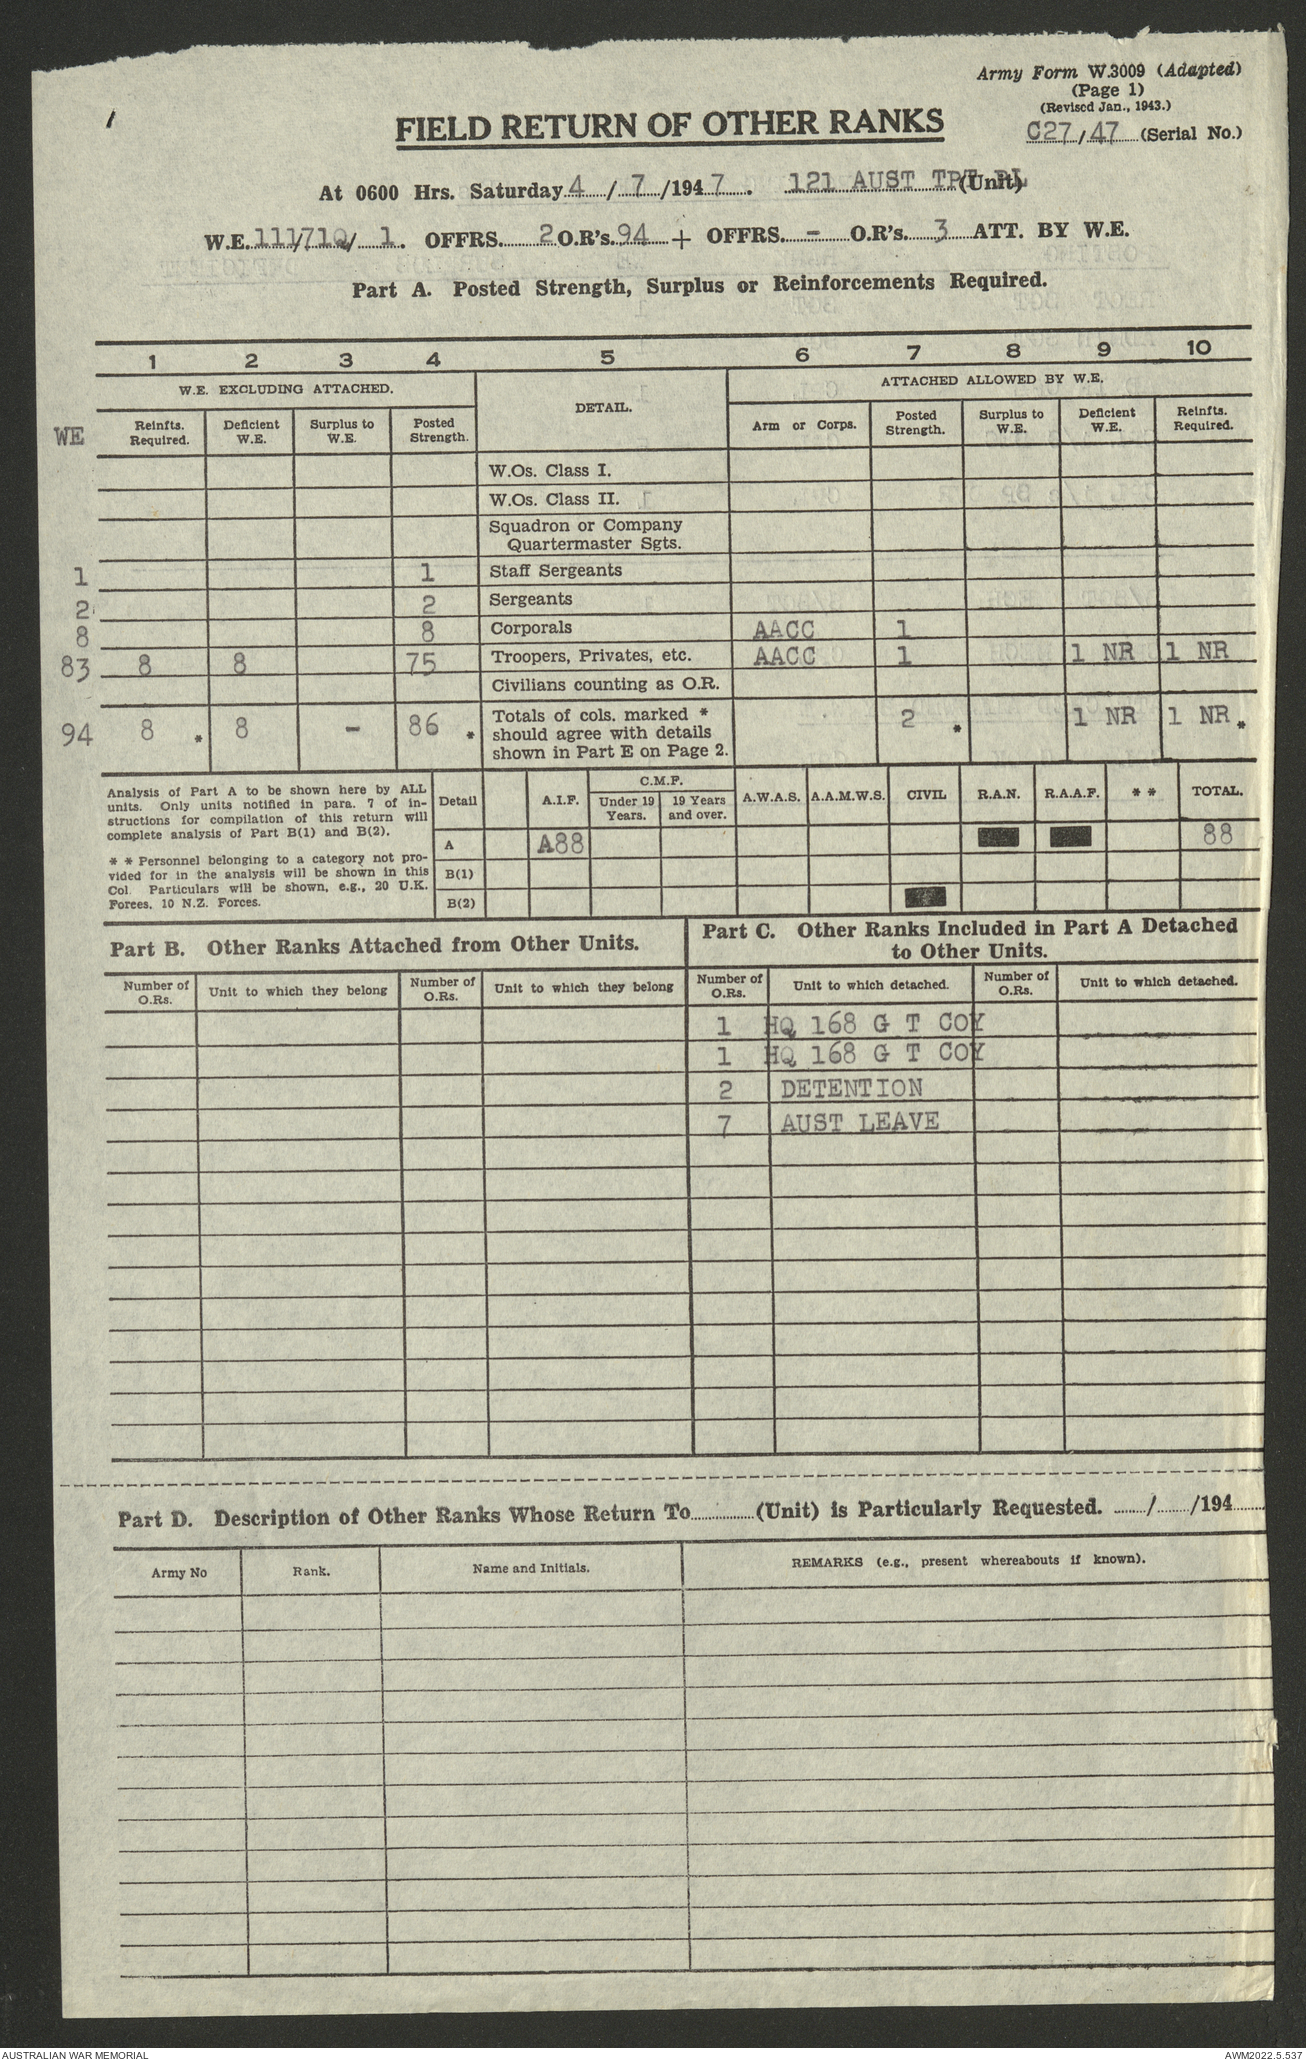 Army Form W.3009 (Adapted)
(Page 1)
(Revised Jan., 1943.)
C27/47 (Serial No.)
FIELD RETURN OF OTHER RANKS
At 0600 Hrs. Saturday 4 / 7 /1947. 121 AUST TPT PL (Unit)
W.E. 111/71Q/ 1. OFFRS. 2 O.R's. 94 + OFFRS. - O.R's. 3 ATT. BY W.E.
Part A. Posted Strength, Surplus or Reinforcements Required.
1 2 3 4 5 6 7 8 9 10
W.E. EXCLUDING ATTACHED. DETAIL. ATTACHED ALLOWED BY W.E.
WE Reinfts. Required. Deficient W.E. Surplus to W.E. Posted Strength. Arm or Corps. Posted Strength. Surplus to W.E. Deficient W.E. Reinfts. Required.
W.Os. Class I.
W.Os. Class II.
Squadron or Company
Quartermaster Sgts.
1 1 Staff Sergeants
2 2 Sergeants
8 8 Corporals AACC 1
83 8 8 75 Troopers, Privates, etc. AACC 1 1 NR 1 NR
Civilians counting as O.R.
94 8 * 8 - 86 * Totals of cols. marked * 2 * 1 NR 1 NR *
should agree with details
shown in Part E on Page 2.
Analysis of Part A to be shown here by ALL
units. Only units notified in para. 7 of in-
structions for compilation of this return will
complete analysis of Part B(1) and B(2).
* * Personnel belonging to a category not pro-
vided for in the analysis will be shown in this
Col. Particulars will be shown, e.g., 20 U.K.
Forces, 10 N.Z. Forces.
Detail A.I.F. C.M.F. Under 19 Years. 19 Years and over. A.W.A.S. A.A.M.W.S. CIVIL R.A.N. R.A.A.F. * * TOTAL.
A A88 88
B(1)
B(2)
Part B. Other Ranks Attached from Other Units.
Number of O.Rs. Unit to which they belong Number of O.Rs. Unit to which they belong
Part C. Other Ranks Included in Part A Detached
to Other Units.
Number of O.Rs. Unit to which detached. Number of O.Rs. Unit to which detached.
1 HQ 168 G T COY
1 HQ 168 G T COY
2 DETENTION
7 AUST LEAVE
Part D. Description of Other Ranks Whose Return To............(Unit) is Particularly Requested. ....../....../194......
Army No Rank. Name and Initials. REMARKS (e.g., present whereabouts if known).
AUSTRALIAN WAR MEMORIAL AWM2022.5.537